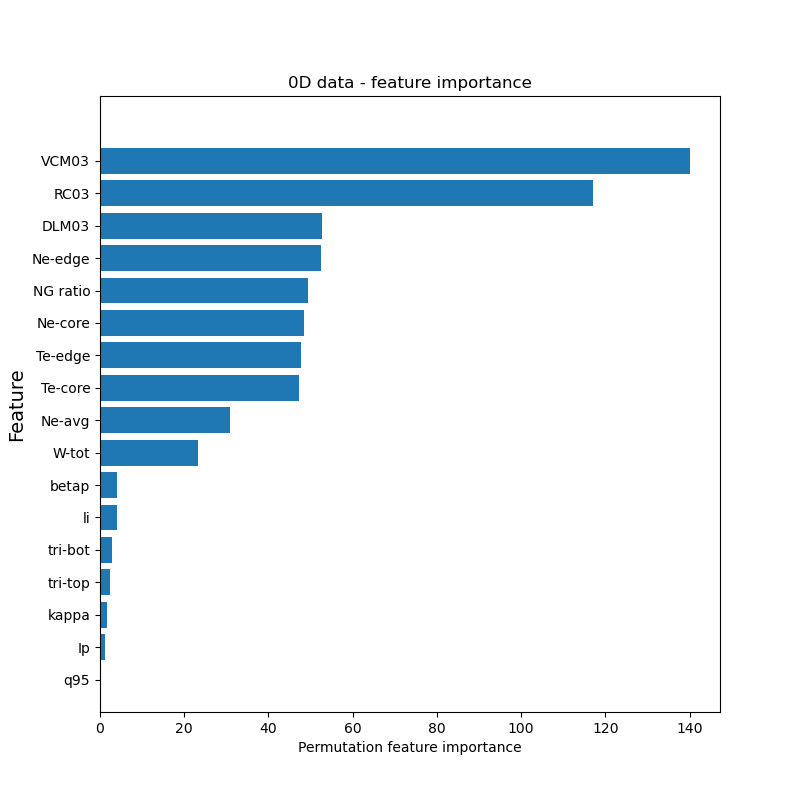 0D data - feature importance
Feature
VCM03
RC03
DLM03
Ne-edge
NG ratio
Ne-core
Te-edge
Te-core
Ne-avg
W-tot
betap
li
tri-bot
tri-top
kappa
Ip
q95
0 20 40 60 80 100 120 140
Permutation feature importance